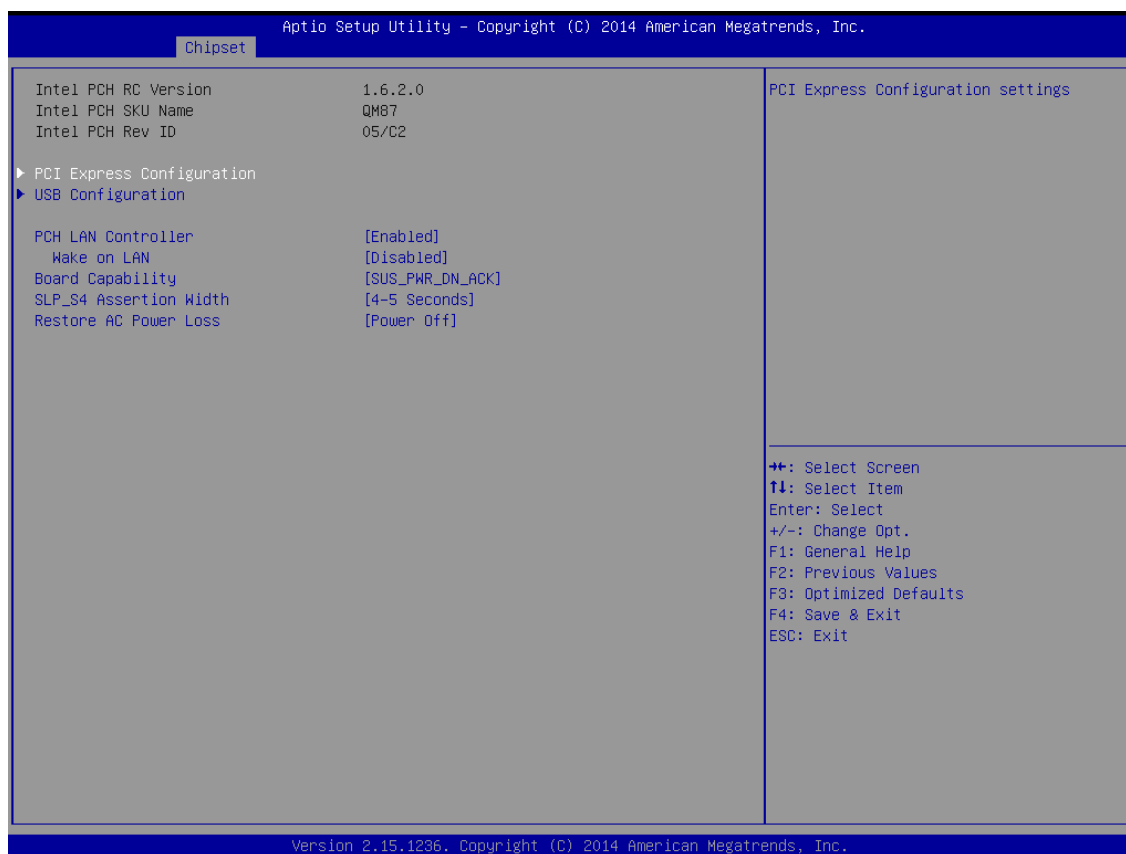 Aptio Setup Utility – Copyright (C) 2014 American Megatrends, Inc.
Chipset
Intel PCH RC Version 1.6.2.0
Intel PCH SKU Name QM87
Intel PCH Rev ID 05/C2
PCI Express Configuration
USB Configuration
PCH LAN Controller [Enabled]
Wake on LAN [Disabled]
Board Capability [SUS_PWR_DN_ACK]
SLP_S4 Assertion Width [4-5 Seconds]
Restore AC Power Loss [Power Off]
PCI Express Configuration settings
→←: Select Screen
↑↓: Select Item
Enter: Select
+/-: Change Opt.
F1: General Help
F2: Previous Values
F3: Optimized Defaults
F4: Save & Exit
ESC: Exit
Version 2.15.1236. Copyright (C) 2014 American Megatrends, Inc.